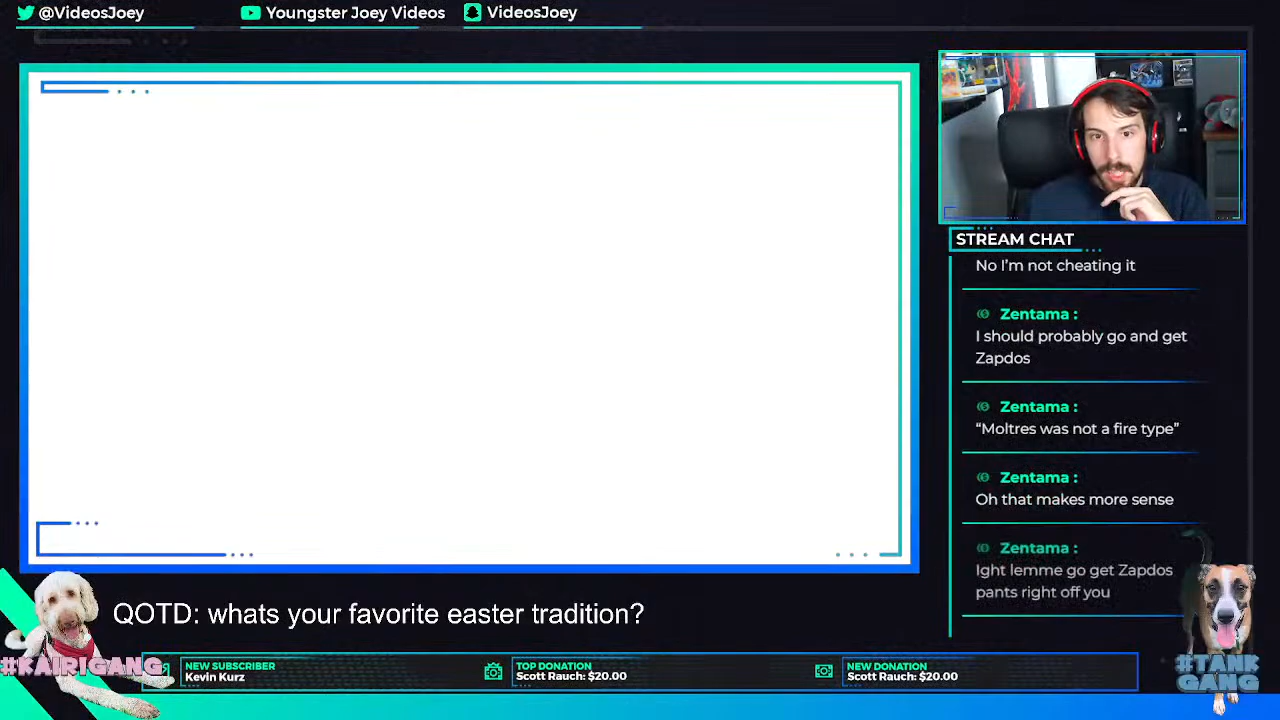 @VideosJoey
Youngster Joey Videos
VideosJoey
STREAM CHAT
No I'm not cheating it
Zentama :
I should probably go and get
Zapdos
Zentama :
“Moltres was not a fire type”
Zentama :
Oh that makes more sense
Zentama :
Ight lemme go get Zapdos
pants right off you
QOTD: whats your favorite easter tradition?
#KAIRIGANG
NEW SUBSCRIBER
Kevin Kurz
TOP DONATION
Scott Rauch: $20.00
NEW DONATION
Scott Rauch: $20.00
#TANK
GANG